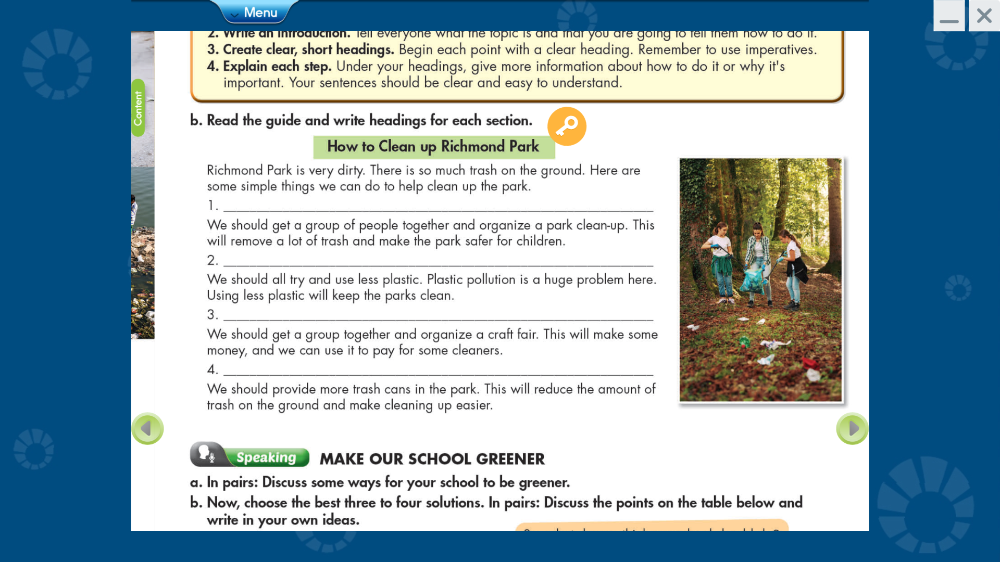 Menu
2. Write an introduction. Tell everyone what the topic is and that you are going to tell them how to do it.
3. Create clear, short headings. Begin each point with a clear heading. Remember to use imperatives.
4. Explain each step. Under your headings, give more information about how to do it or why it's
important. Your sentences should be clear and easy to understand.
Content
b. Read the guide and write headings for each section.
How to Clean up Richmond Park
Richmond Park is very dirty. There is so much trash on the ground. Here are
some simple things we can do to help clean up the park.
1. ____________________
We should get a group of people together and organize a park clean-up. This
will remove a lot of trash and make the park safer for children.
2. ____________________
We should all try and use less plastic. Plastic pollution is a huge problem here.
Using less plastic will keep the parks clean.
3. ____________________
We should get a group together and organize a craft fair. This will make some
money, and we can use it to pay for some cleaners.
4. ____________________
We should provide more trash cans in the park. This will reduce the amount of
trash on the ground and make cleaning up easier.
Speaking MAKE OUR SCHOOL GREENER
a. In pairs: Discuss some ways for your school to be greener.
b. Now, choose the best three to four solutions. In pairs: Discuss the points on the table below and
write in your own ideas.